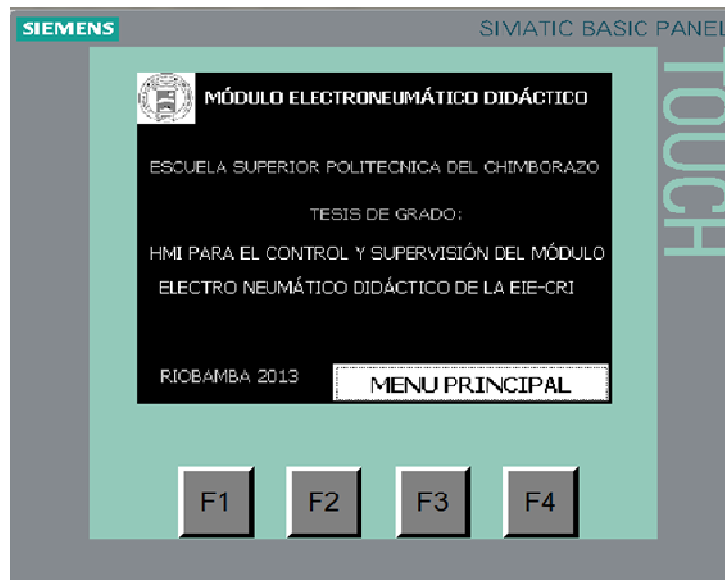 SIEMENS
SIMATIC BASIC PANEL
TOUCH
MÓDULO ELECTRONEUMÁTICO DIDÁCTICO
ESCUELA SUPERIOR POLITECNICA DEL CHIMBORAZO
TESIS DE GRADO:
HMI PARA EL CONTROL Y SUPERVISIÓN DEL MÓDULO
ELECTRO NEUMÁTICO DIDÁCTICO DE LA EIE-CRI
RIOBAMBA 2013
MENU PRINCIPAL
F1 F2 F3 F4